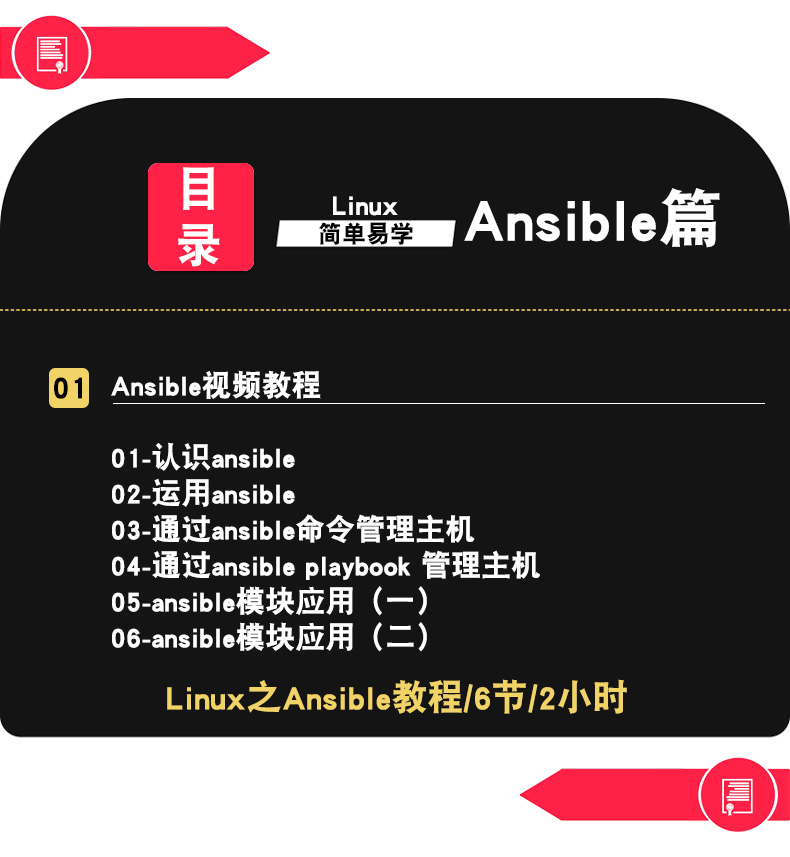 目
录
Linux
简单易学
Ansible篇
01 Ansible视频教程
01-认识ansible
02-运用ansible
03-通过ansible命令管理主机
04-通过ansible playbook 管理主机
05-ansible模块应用（一）
06-ansible模块应用（二）
Linux之Ansible教程/6节/2小时